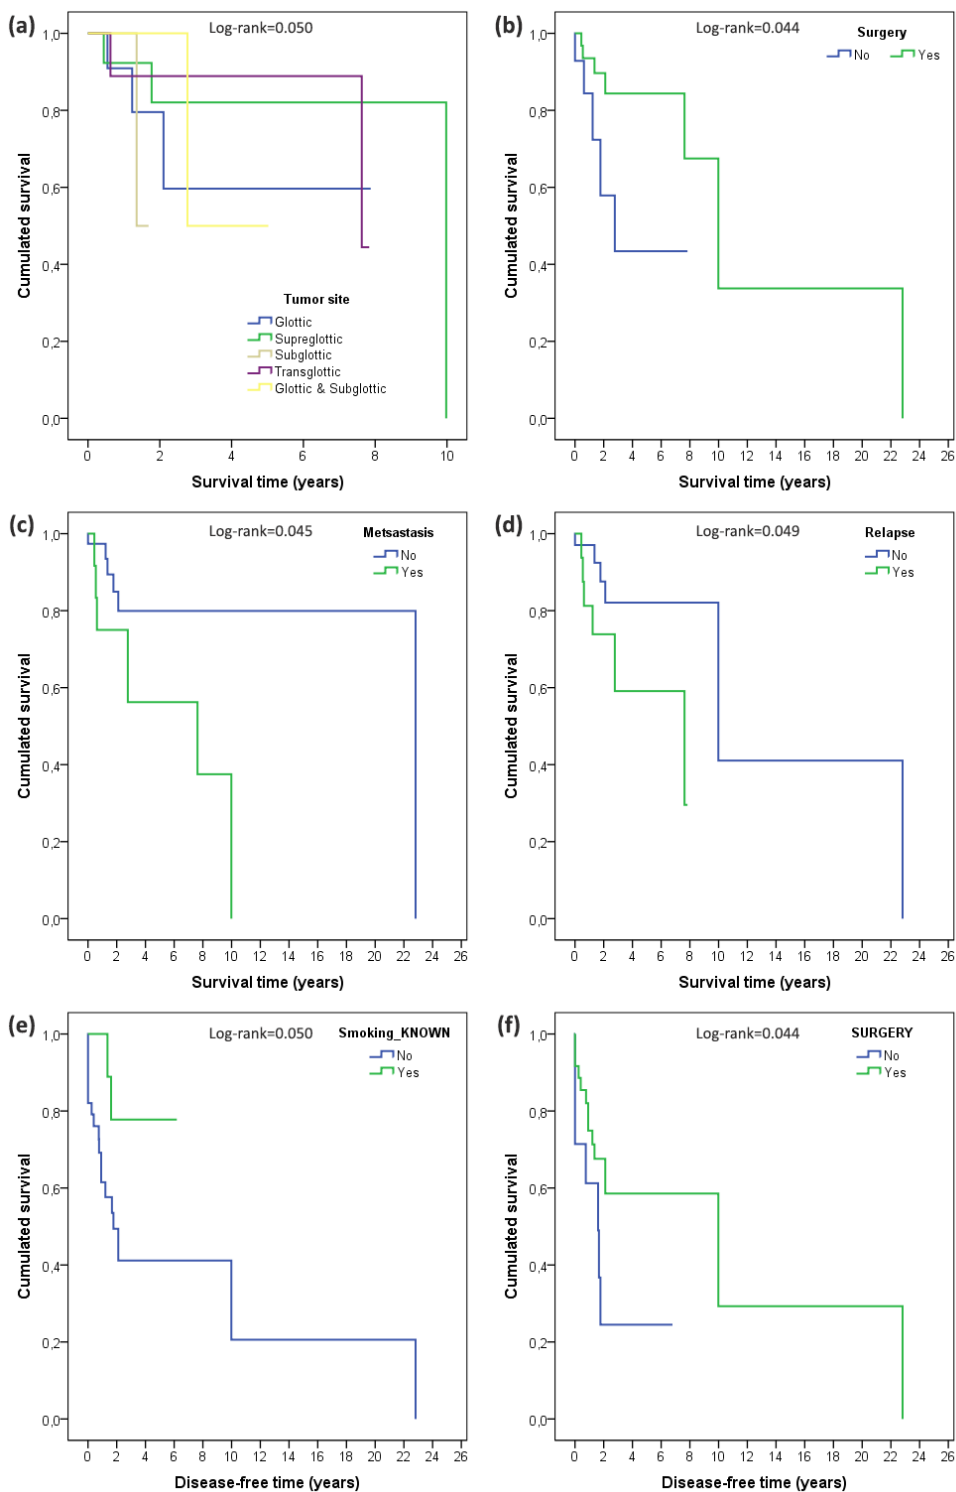 (a)
Log-rank=0.050
1,0
0,8
0,6
0,4
0,2
0,0
Cumulated survival
Tumor site
Glottic
Supreglottic
Subglottic
Transglottic
Glottic & Subglottic
0 2 4 6 8 10
Survival time (years)
(b)
Log-rank=0.044
Surgery
No Yes
1,0
0,8
0,6
0,4
0,2
0,0
Cumulated survival
0 2 4 6 8 10 12 14 16 18 20 22 24 26
Survival time (years)
(c)
Log-rank=0.045
Metsastasis
No
Yes
1,0
0,8
0,6
0,4
0,2
0,0
Cumulated survival
0 2 4 6 8 10 12 14 16 18 20 22 24 26
Survival time (years)
(d)
Log-rank=0.049
Relapse
No
Yes
1,0
0,8
0,6
0,4
0,2
0,0
Cumulated survival
0 2 4 6 8 10 12 14 16 18 20 22 24 26
Survival time (years)
(e)
Log-rank=0.050
Smoking_KNOWN
No
Yes
1,0
0,8
0,6
0,4
0,2
0,0
Cumulated survival
0 2 4 6 8 10 12 14 16 18 20 22 24 26
Disease-free time (years)
(f)
Log-rank=0.044
SURGERY
No
Yes
1,0
0,8
0,6
0,4
0,2
0,0
Cumulated survival
0 2 4 6 8 10 12 14 16 18 20 22 24 26
Disease-free time (years)